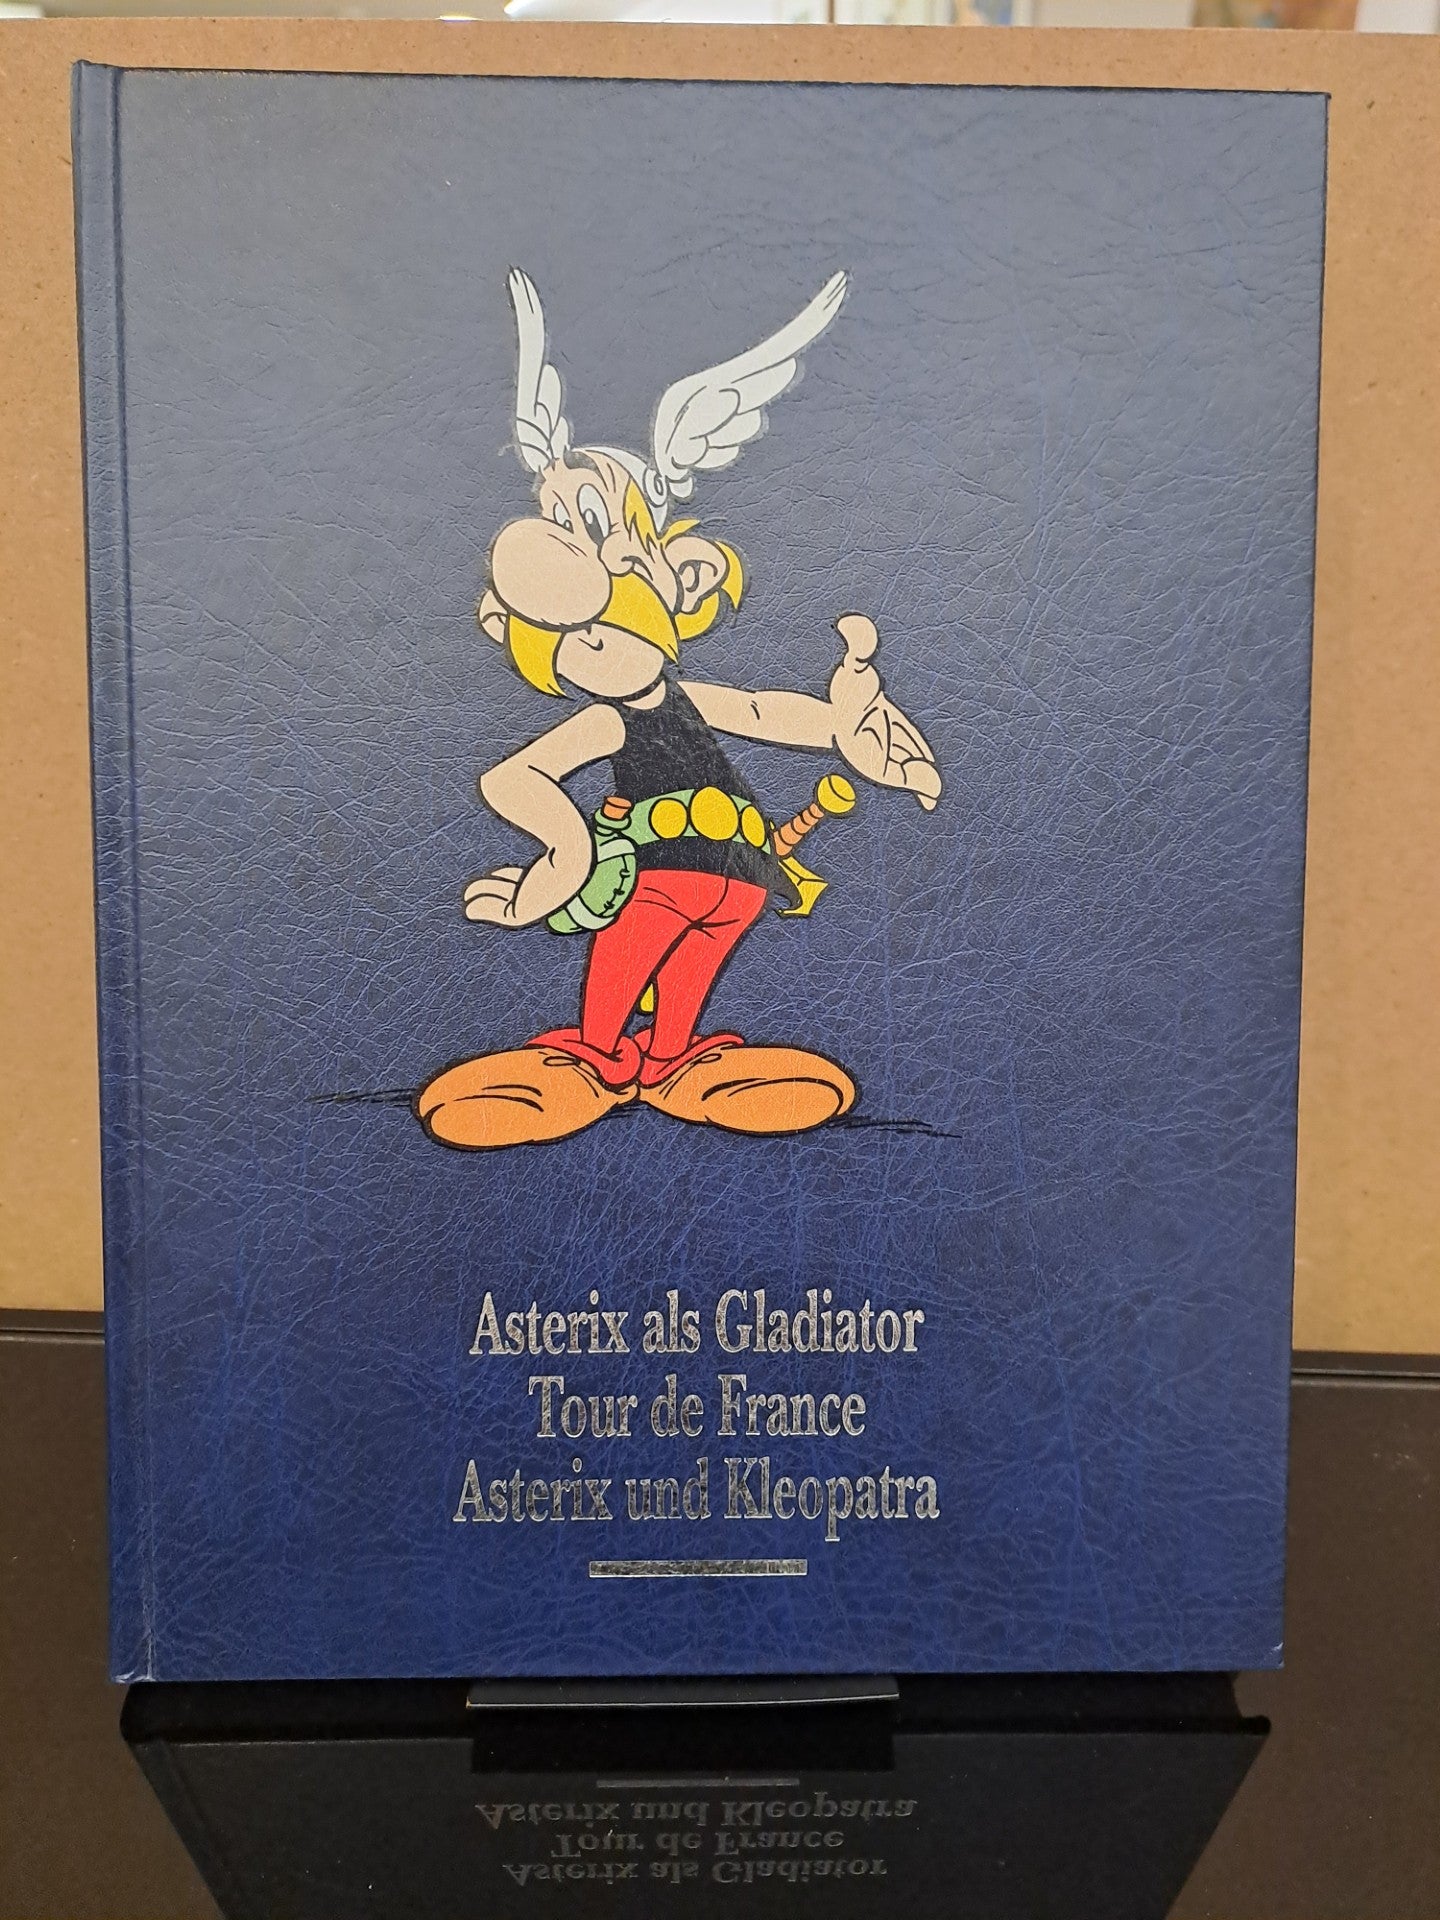 Asterix als Gladiator
Tour de France
Asterix und Kleopatra